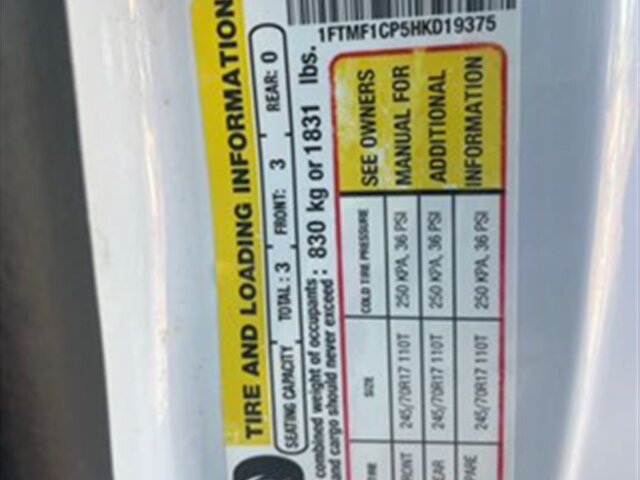 1FTMF1CP5HKD19375
TIRE AND LOADING INFORMATION
SEATING CAPACITY TOTAL : 3 FRONT: 3 REAR: 0
combined weight of occupants : 830 kg or 1831 lbs.
and cargo should never exceed :
SIZE COLD TIRE PRESSURE SEE OWNERS
RONT 245/70R17 110T 250 KPA, 36 PSI MANUAL FOR
EAR 245/70R17 110T 250 KPA, 36 PSI ADDITIONAL
PARE 245/70R17 110T 250 KPA, 36 PSI INFORMATION